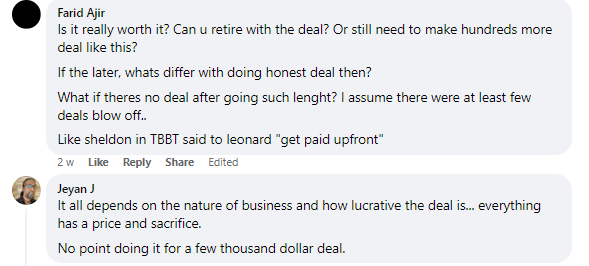 Farid Ajir
Is it really worth it? Can u retire with the deal? Or still need to make hundreds more
deal like this?
If the later, whats differ with doing honest deal then?
What if theres no deal after going such lenght? I assume there were at least few
deals blow off..
Like sheldon in TBBT said to leonard "get paid upfront"
2 w Like Reply Share Edited
Jeyan J
It all depends on the nature of business and how lucrative the deal is... everything
has a price and sacrifice.
No point doing it for a few thousand dollar deal.